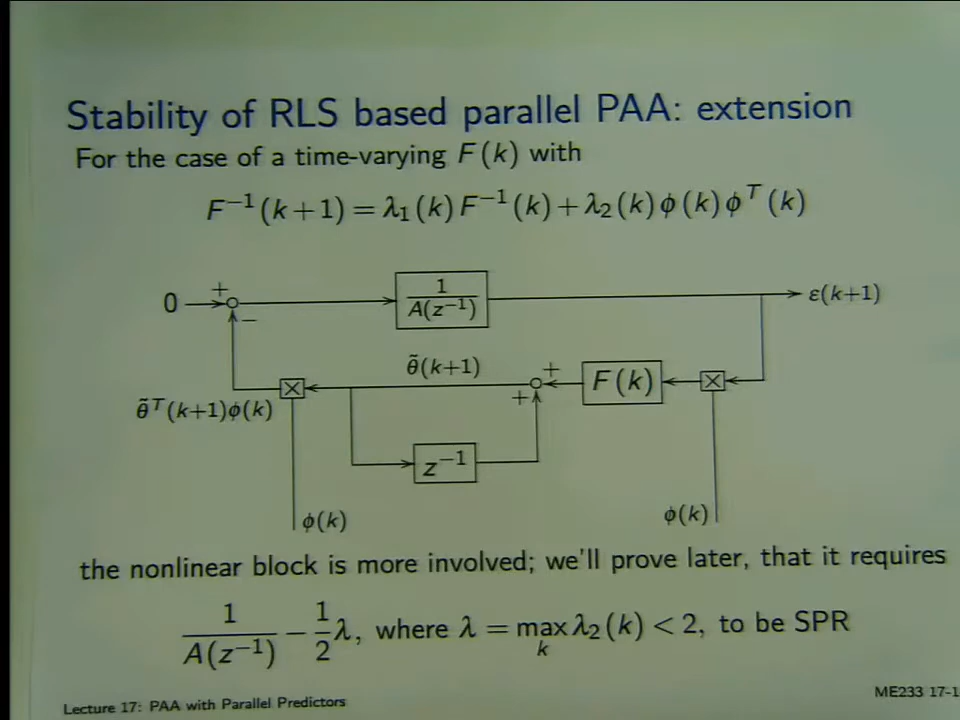 Stability of RLS based parallel PAA: extension
For the case of a time-varying F(k) with
F⁻¹(k+1) = λ₁(k)F⁻¹(k) + λ₂(k)ϕ(k)ϕᵀ(k)
0
+
−
1
A(z⁻¹)
ε(k+1)
θ̃(k+1)
+
+
F(k)
×
×
θ̃ᵀ(k+1)ϕ(k)
z⁻¹
ϕ(k)
ϕ(k)
the nonlinear block is more involved; we'll prove later, that it requires
1/A(z⁻¹) − 1/2 λ, where λ = max_k λ₂(k) < 2, to be SPR
Lecture 17: PAA with Parallel Predictors
ME233 17-1